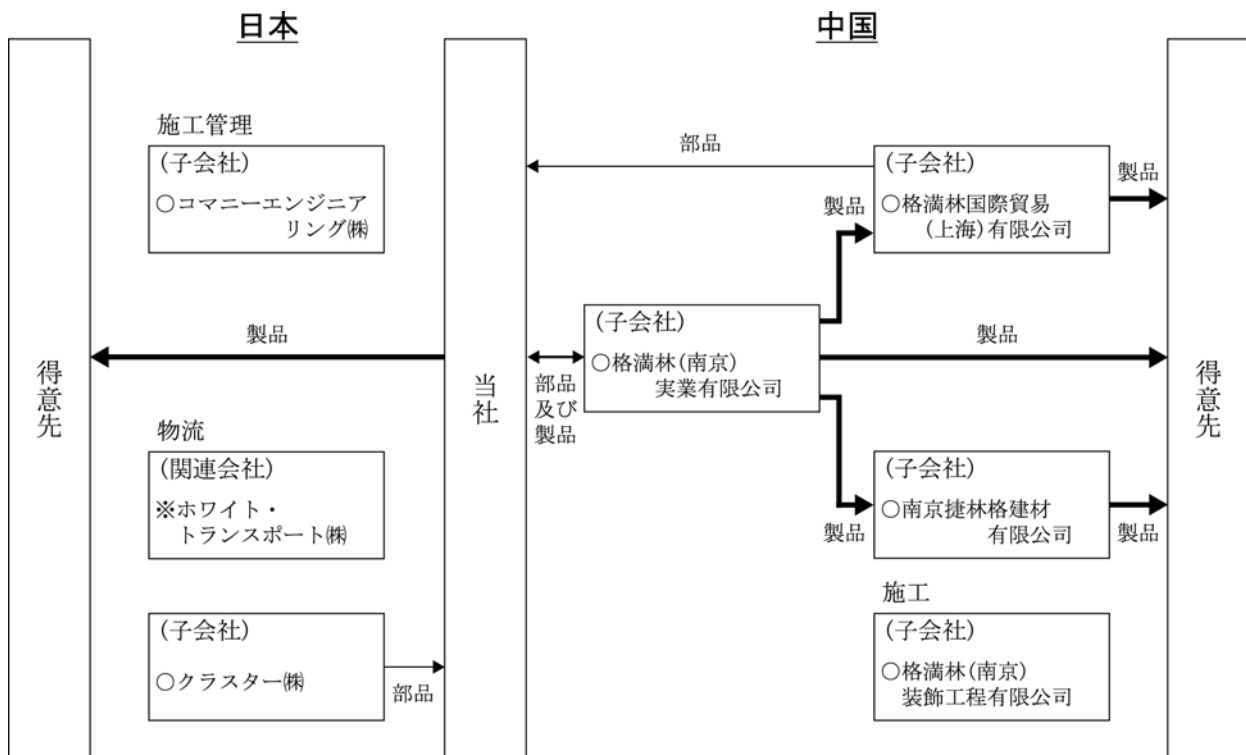 日本
中国
得意先
施工管理
(子会社)
○コマニーエンジニア
リング㈱
製品
物流
(関連会社)
※ホワイト・
トランスポート㈱
(子会社)
○クラスター㈱
部品
当社
部品
部品
及び
製品
(子会社)
○格満林(南京)
実業有限公司
製品
(子会社)
○格満林国際貿易
(上海)有限公司
製品
製品
製品
(子会社)
○南京捷林格建材
有限公司
製品
施工
(子会社)
○格満林(南京)
装飾工程有限公司
得意先